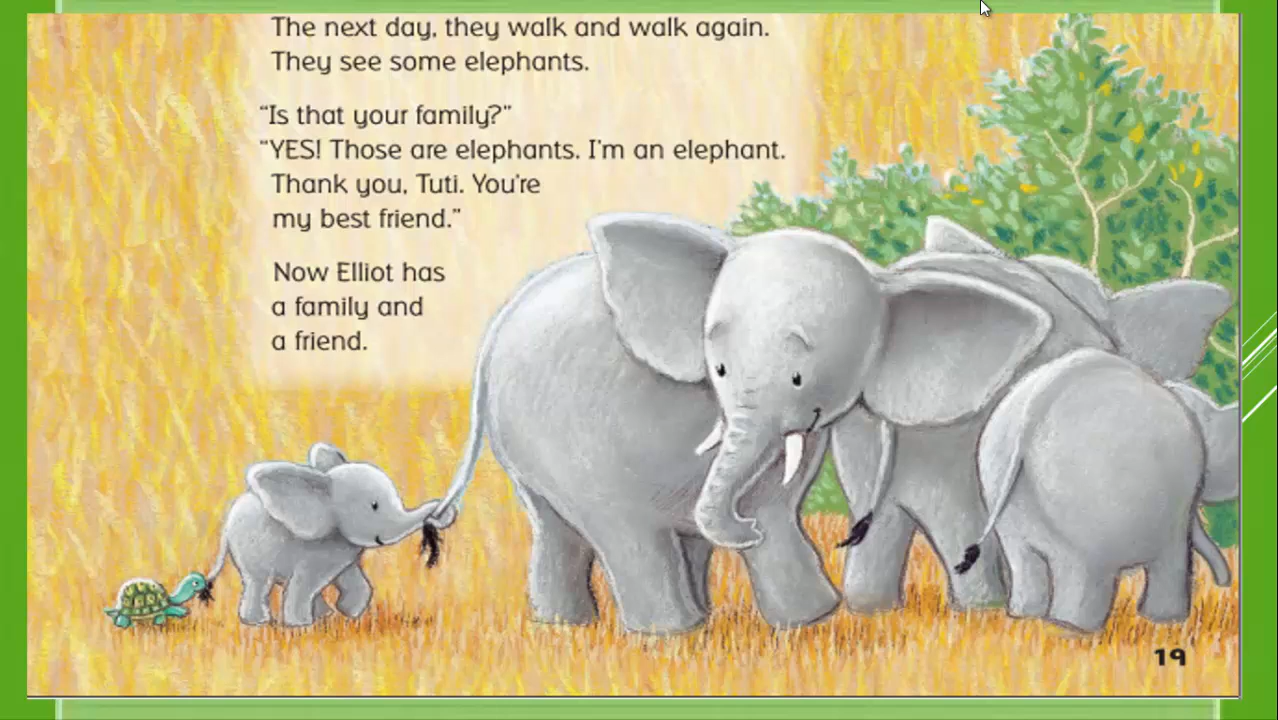 The next day, they walk and walk again.
They see some elephants.
“Is that your family?”
“YES! Those are elephants. I'm an elephant.
Thank you, Tuti. You're
my best friend.”
Now Elliot has
a family and
a friend.
19